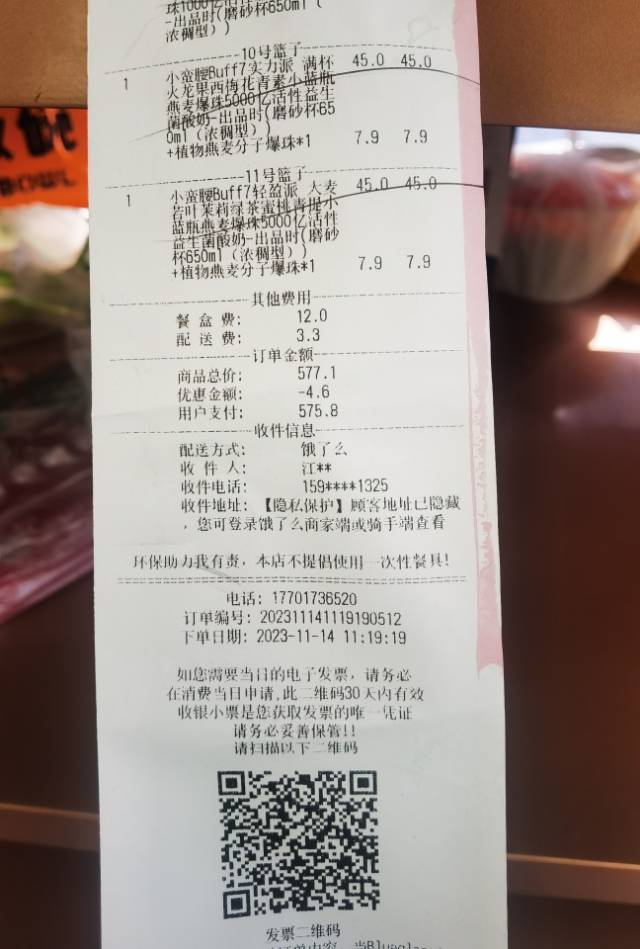 -出品时(磨砂杯650ml(
浓稠型))
10号篮子
1 小蛮腰Buff7实力派 满杯 45.0 45.0
火龙果西梅花青素小蓝瓶
燕麦爆珠5000亿活性益生
菌酸奶-出品时(磨砂杯65
0ml(浓稠型))
+植物燕麦分子爆珠*1 7.9 7.9
11号篮子
1 小蛮腰Buff7轻盈派 大麦 45.0 45.0
若叶茉莉绿茶蜜桃青提小
蓝瓶燕麦爆珠5000亿活性
益生菌酸奶-出品时(磨砂
杯650ml(浓稠型))
+植物燕麦分子爆珠*1 7.9 7.9
其他费用
餐盒费: 12.0
配送费: 3.3
订单金额
商品总价: 577.1
优惠金额: -4.6
用户支付: 575.8
收件信息
配送方式: 饿了么
收件人: 江**
收件电话: 159****1325
收件地址: 【隐私保护】顾客地址已隐藏
,您可登录饿了么商家端或骑手端查看
环保助力我有责,本店不提倡使用一次性餐具!
电话: 17701736520
订单编号: 202311141119190512
下单日期: 2023-11-14 11:19:19
如您需要当日的电子发票,请务必
在消费当日申请,此二维码30天内有效
收银小票是您获取发票的唯一凭证
请务必妥善保管!!
请扫描以下二维码
发票二维码